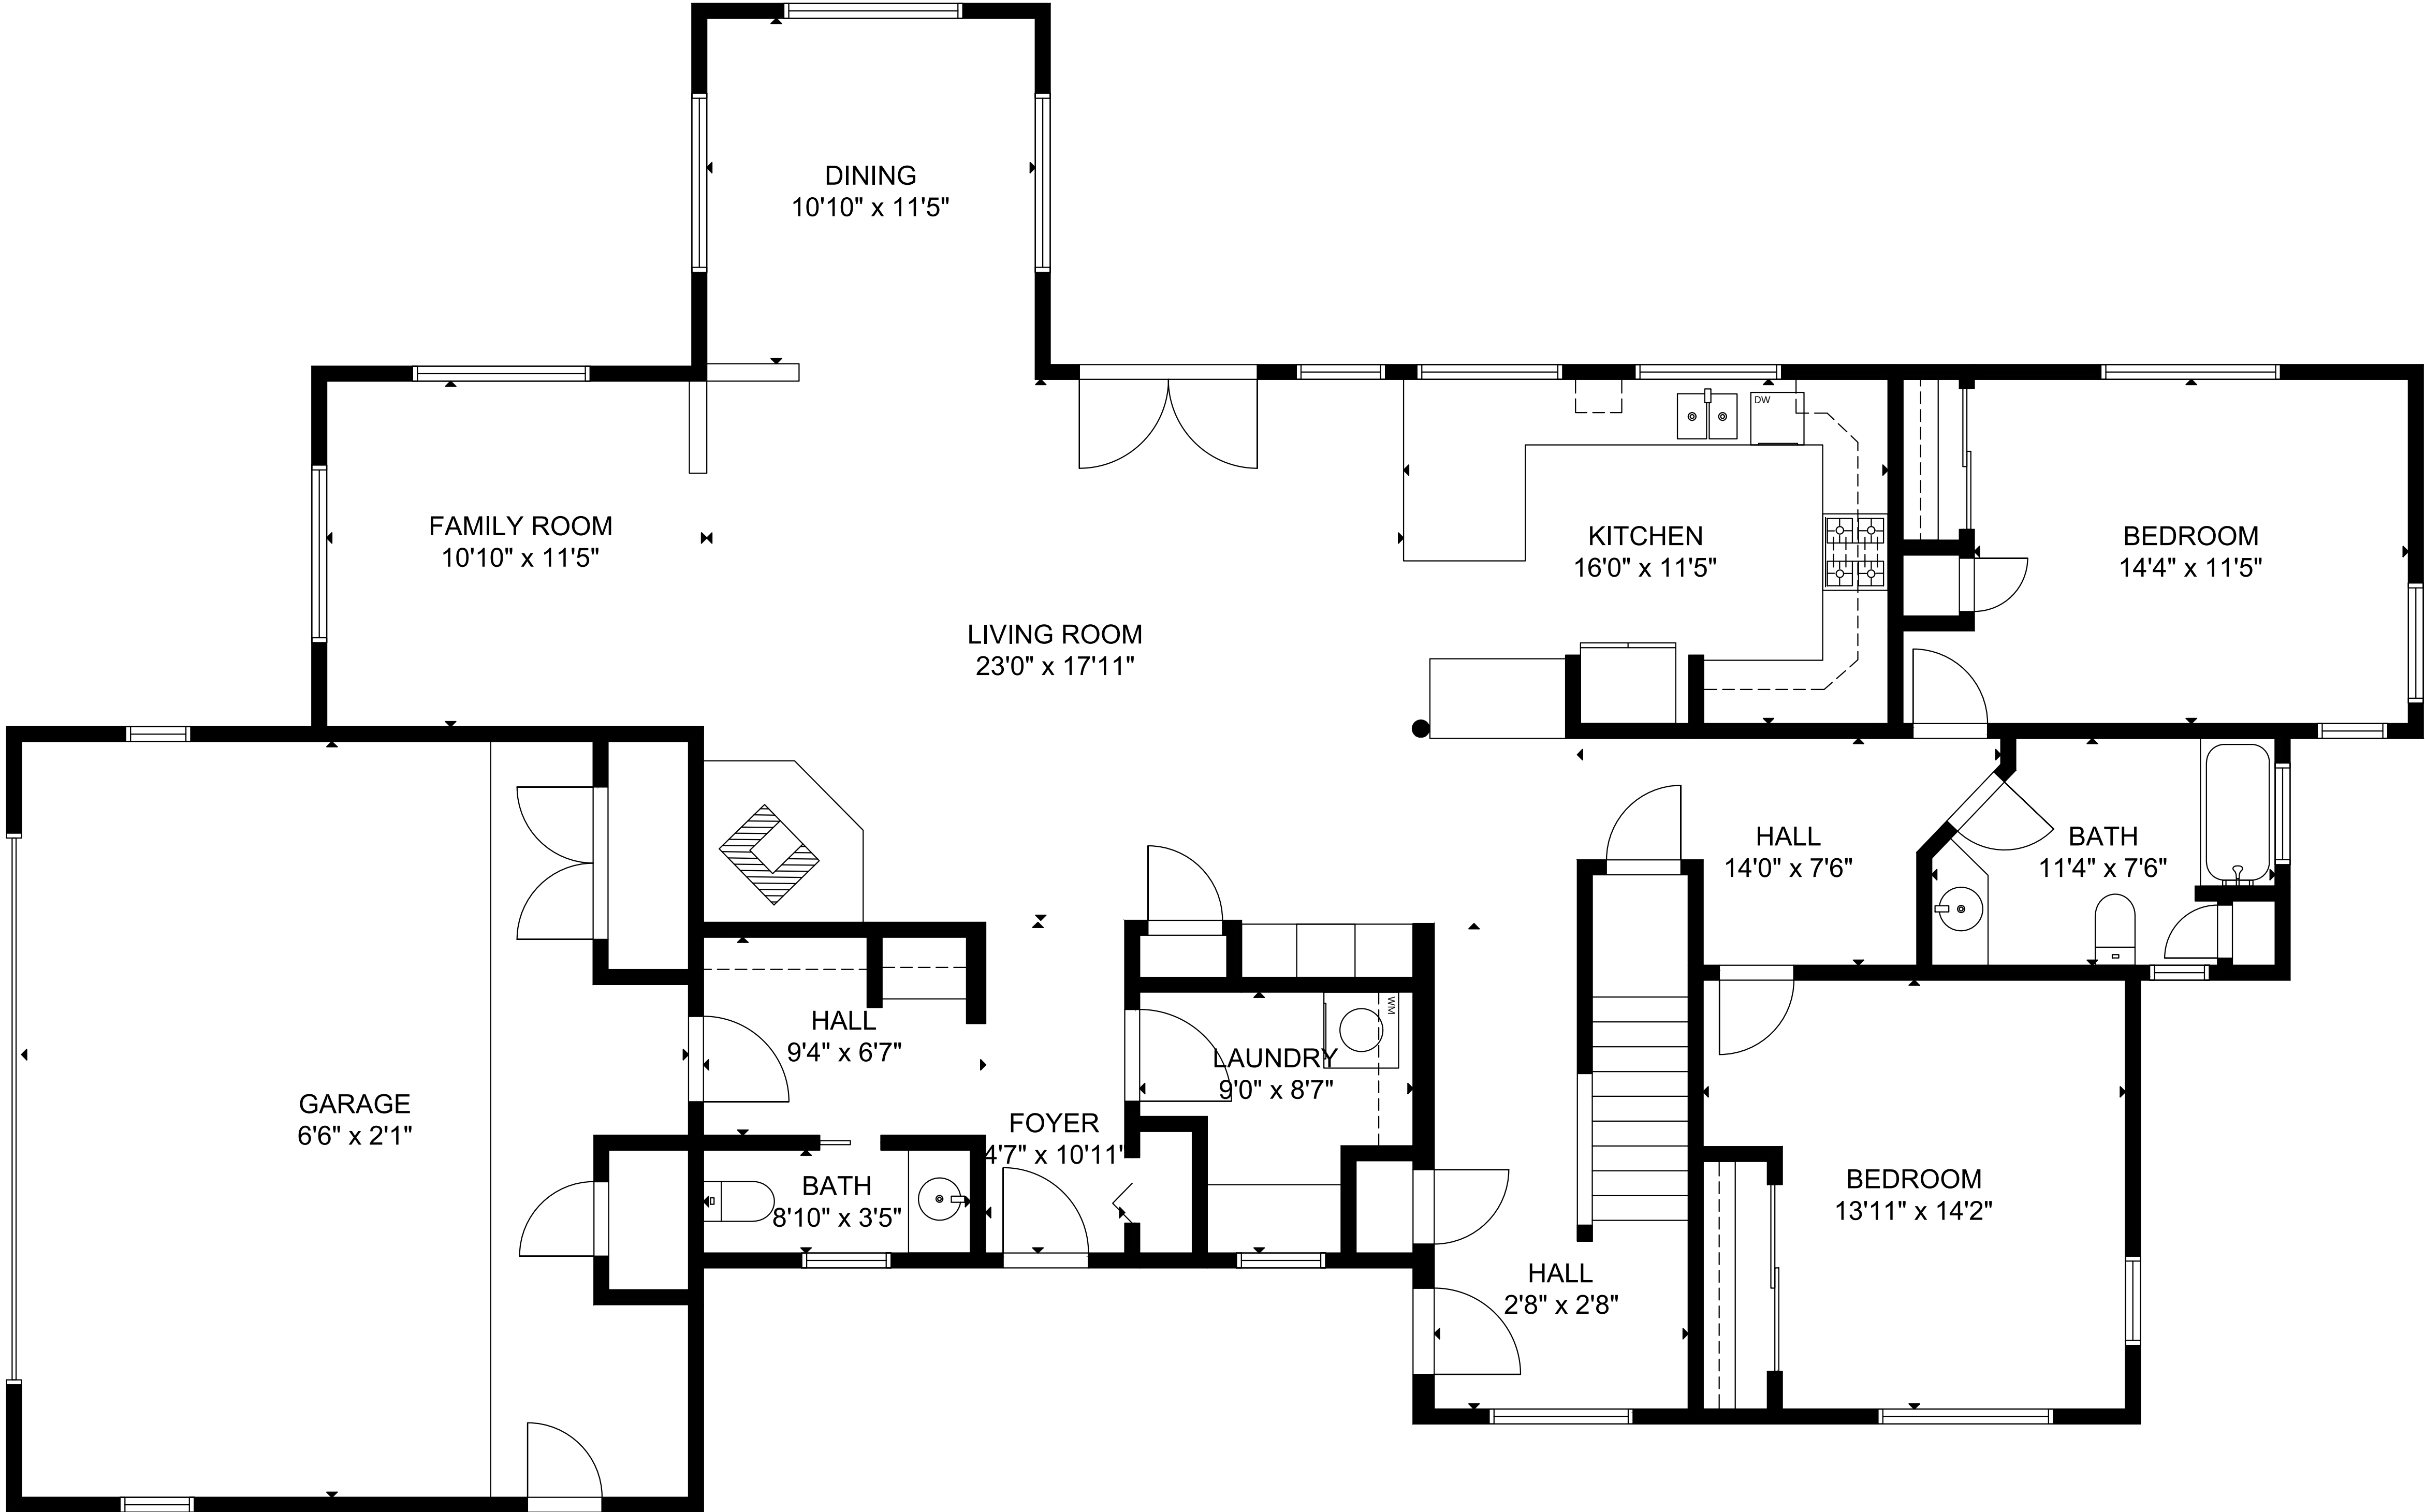 DINING
10'10" x 11'5"
DW
FAMILY ROOM
10'10" x 11'5"
KITCHEN
16'0" x 11'5"
BEDROOM
14'4" x 11'5"
LIVING ROOM
23'0" x 17'11"
HALL
14'0" x 7'6"
BATH
11'4" x 7'6"
WM
HALL
9'4" x 6'7"
LAUNDRY
9'0" x 8'7"
GARAGE
6'6" x 2'1"
FOYER
4'7" x 10'11"
BATH
8'10" x 3'5"
BEDROOM
13'11" x 14'2"
HALL
2'8" x 2'8"